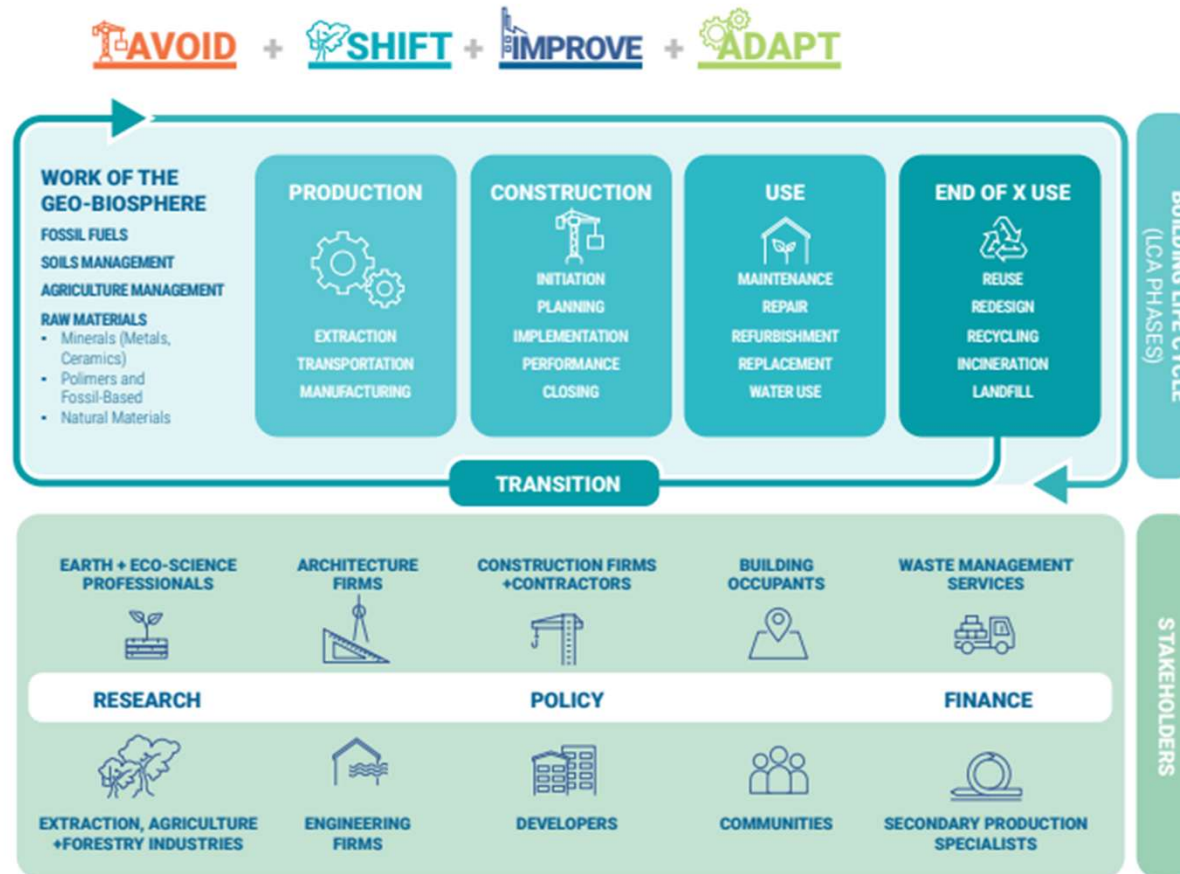 AVOID + SHIFT + IMPROVE + ADAPT
WORK OF THE
GEO-BIOSPHERE
FOSSIL FUELS
SOILS MANAGEMENT
AGRICULTURE MANAGEMENT
RAW MATERIALS
▪ Minerals (Metals,
Ceramics)
▪ Polimers and
Fossil-Based
▪ Natural Materials
PRODUCTION
EXTRACTION
TRANSPORTATION
MANUFACTURING
CONSTRUCTION
INITIATION
PLANNING
IMPLEMENTATION
PERFORMANCE
CLOSING
USE
MAINTENANCE
REPAIR
REFURBISHMENT
REPLACEMENT
WATER USE
END OF X USE
REUSE
REDESIGN
RECYCLING
INCINERATION
LANDFILL
TRANSITION
BUILDING LIFE CYCLE
(LCA PHASES)
EARTH + ECO-SCIENCE
PROFESSIONALS
ARCHITECTURE
FIRMS
CONSTRUCTION FIRMS
+CONTRACTORS
BUILDING
OCCUPANTS
WASTE MANAGEMENT
SERVICES
RESEARCH
POLICY
FINANCE
EXTRACTION, AGRICULTURE
+FORESTRY INDUSTRIES
ENGINEERING
FIRMS
DEVELOPERS
COMMUNITIES
SECONDARY PRODUCTION
SPECIALISTS
STAKEHOLDERS